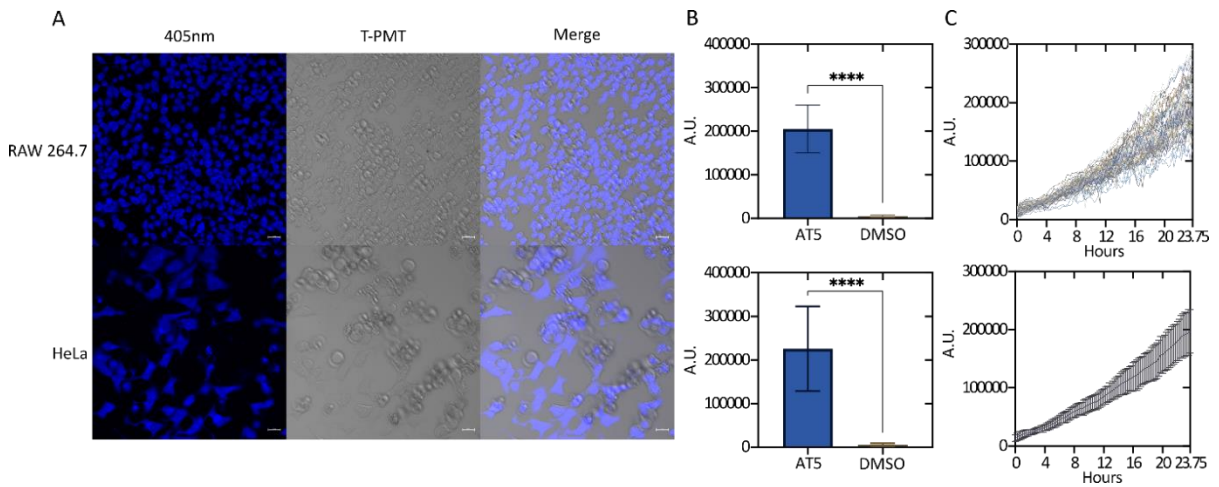 A
405nm
T-PMT
Merge
RAW 264.7
HeLa
B
400000
300000
200000
100000
0
A.U.
****
AT5
DMSO
400000
300000
200000
100000
0
A.U.
****
AT5
DMSO
C
300000
200000
100000
0
A.U.
0 4 8 12 16 20 23.75
Hours
300000
200000
100000
0
A.U.
0 4 8 12 16 20 23.75
Hours